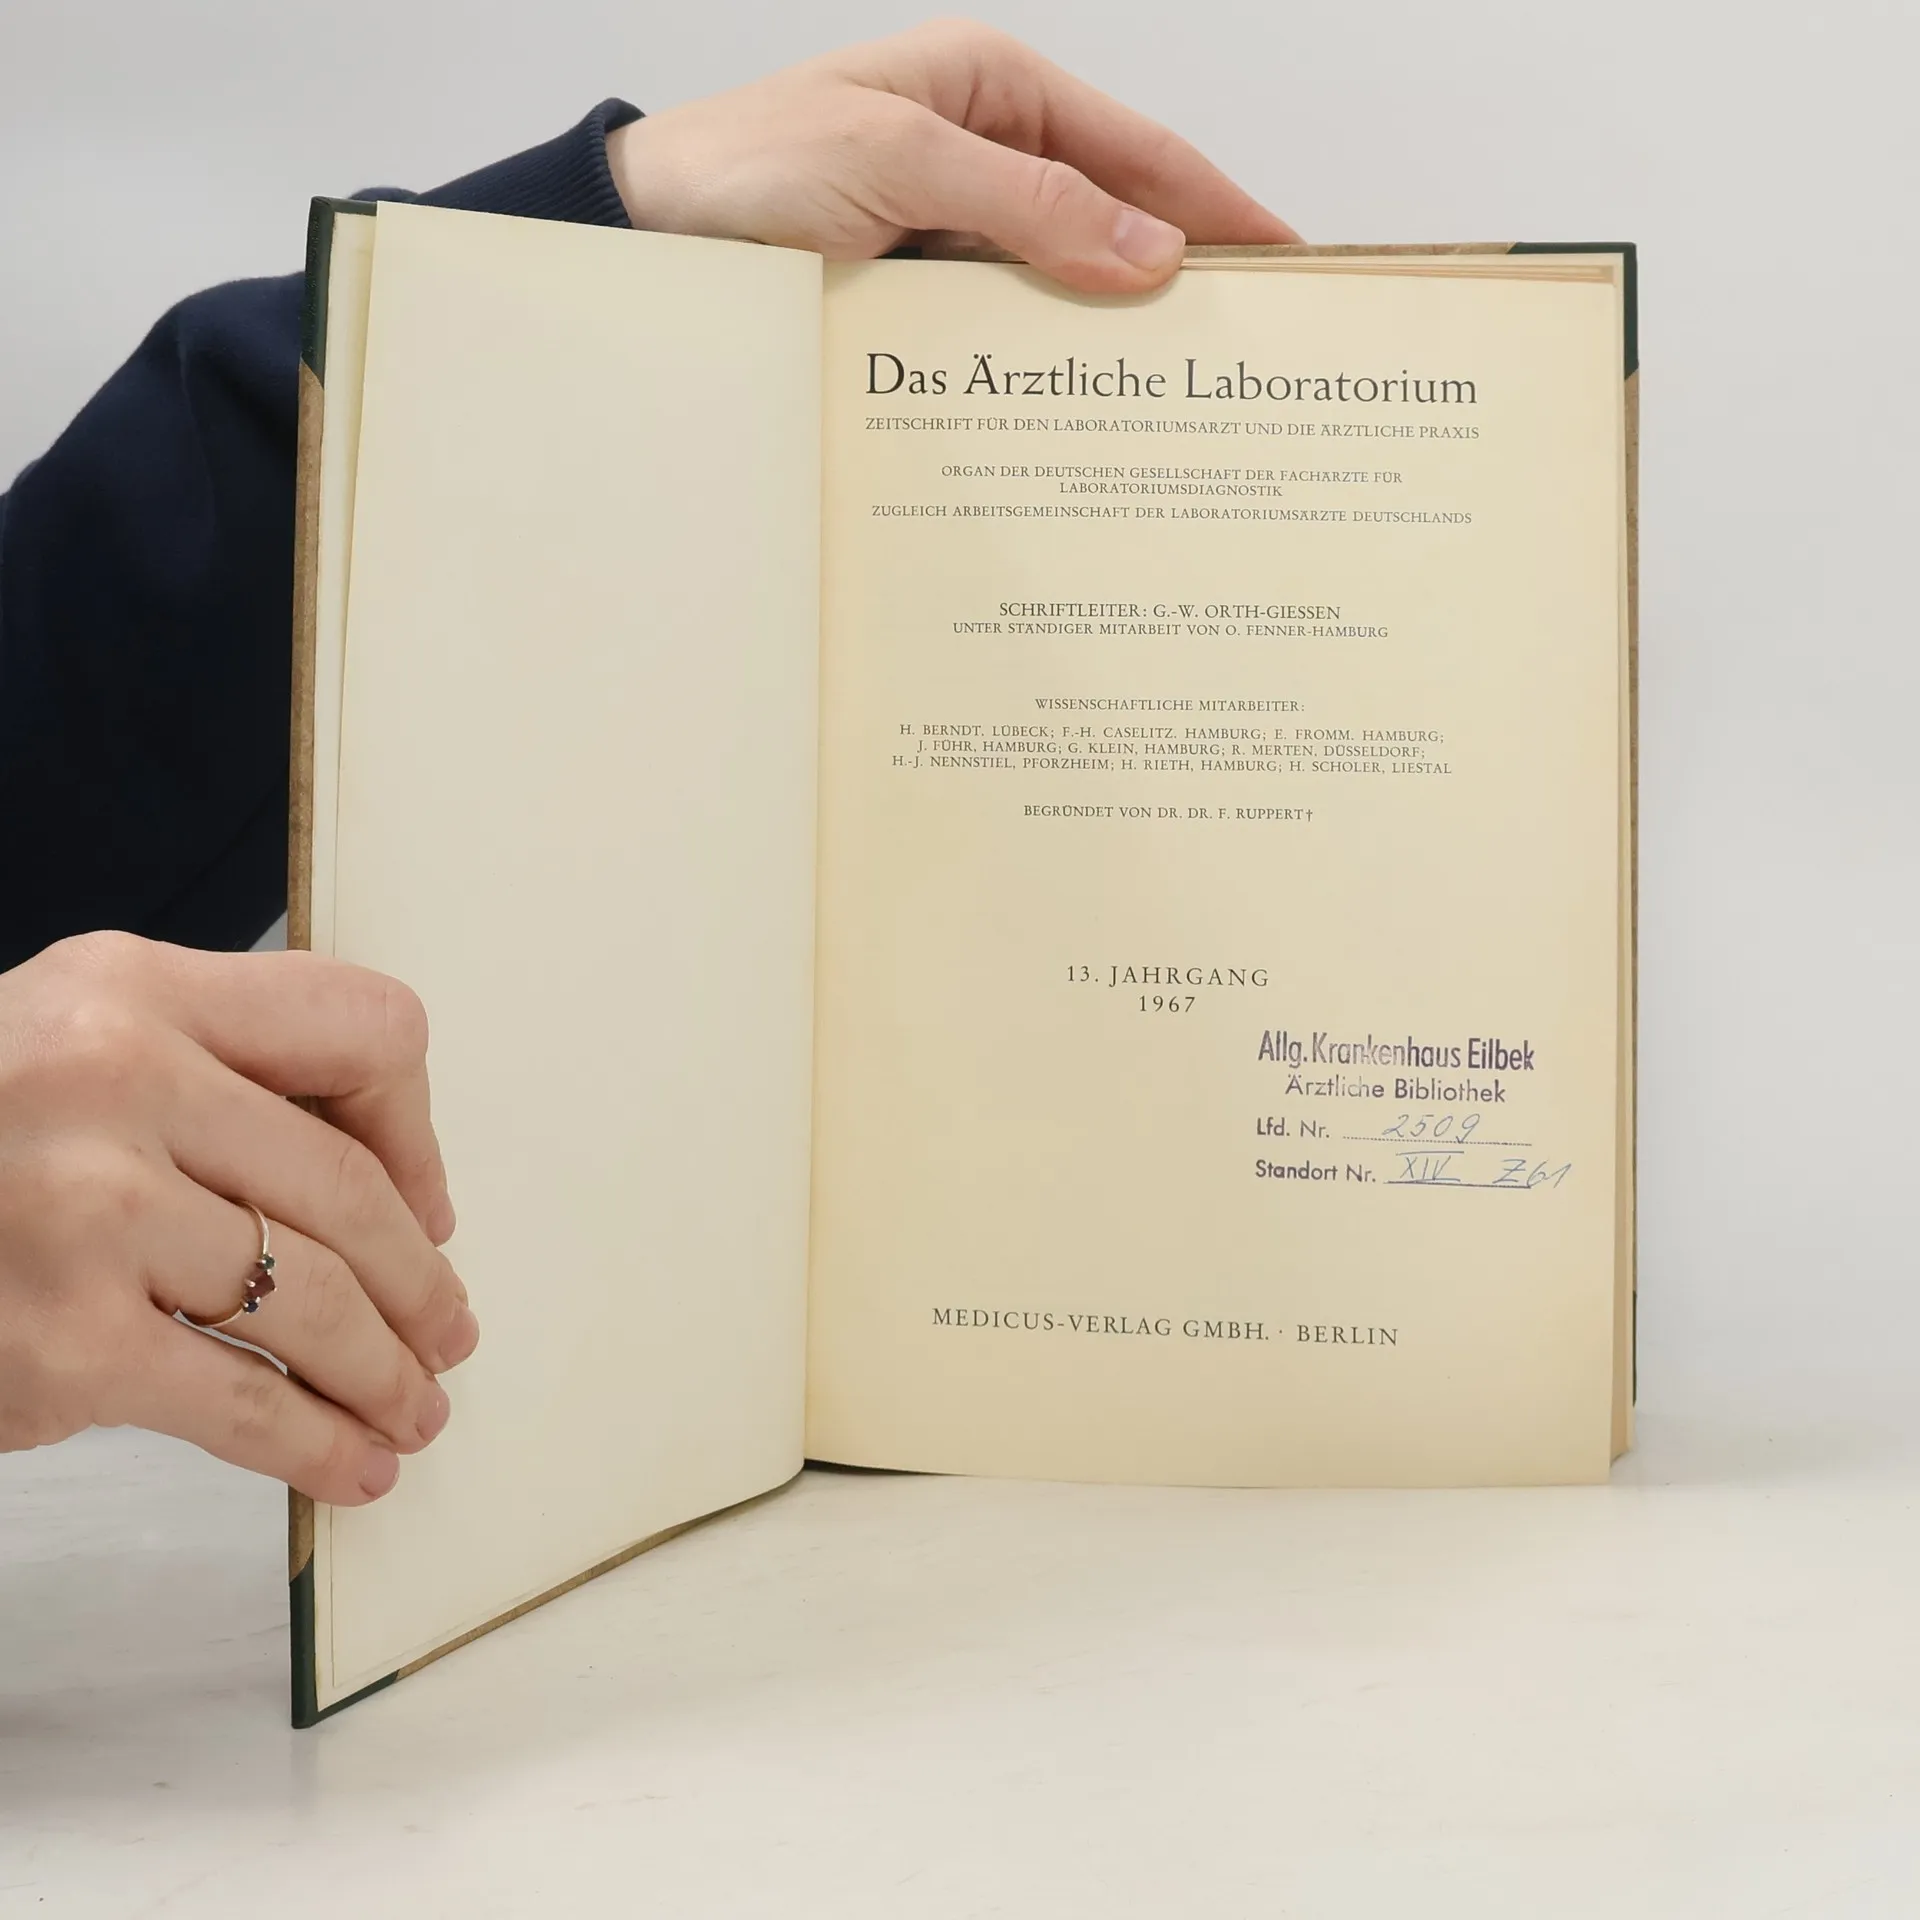 Das Ärztliche Laboratorium
ZEITSCHRIFT FÜR DEN LABORATORIUMSARZT UND DIE ÄRZTLICHE PRAXIS
ORGAN DER DEUTSCHEN GESELLSCHAFT DER FACHÄRZTE FÜR
LABORATORIUMSDIAGNOSTIK
ZUGLEICH ARBEITSGEMEINSCHAFT DER LABORATORIUMSÄRZTE DEUTSCHLANDS
SCHRIFTLEITER: G.-W. ORTH-GIESSEN
UNTER STÄNDIGER MITARBEIT VON O. FENNER-HAMBURG
WISSENSCHAFTLICHE MITARBEITER:
H. BERNDT, LÜBECK; F.-H. CASELITZ. HAMBURG; E. FROMM. HAMBURG;
J. FÜHR, HAMBURG; G. KLEIN, HAMBURG; R. MERTEN, DÜSSELDORF;
H.-J. NENNSTIEL, PFORZHEIM; H. RIETH, HAMBURG; H. SCHOLER, LIESTAL
BEGRÜNDET VON DR. DR. F. RUPPERT†
13. JAHRGANG
1967
Allg. Krankenhaus Eilbek
Ärztliche Bibliothek
Lfd. Nr. 2509
Standort Nr. XIV Z61
MEDICUS-VERLAG GMBH. · BERLIN